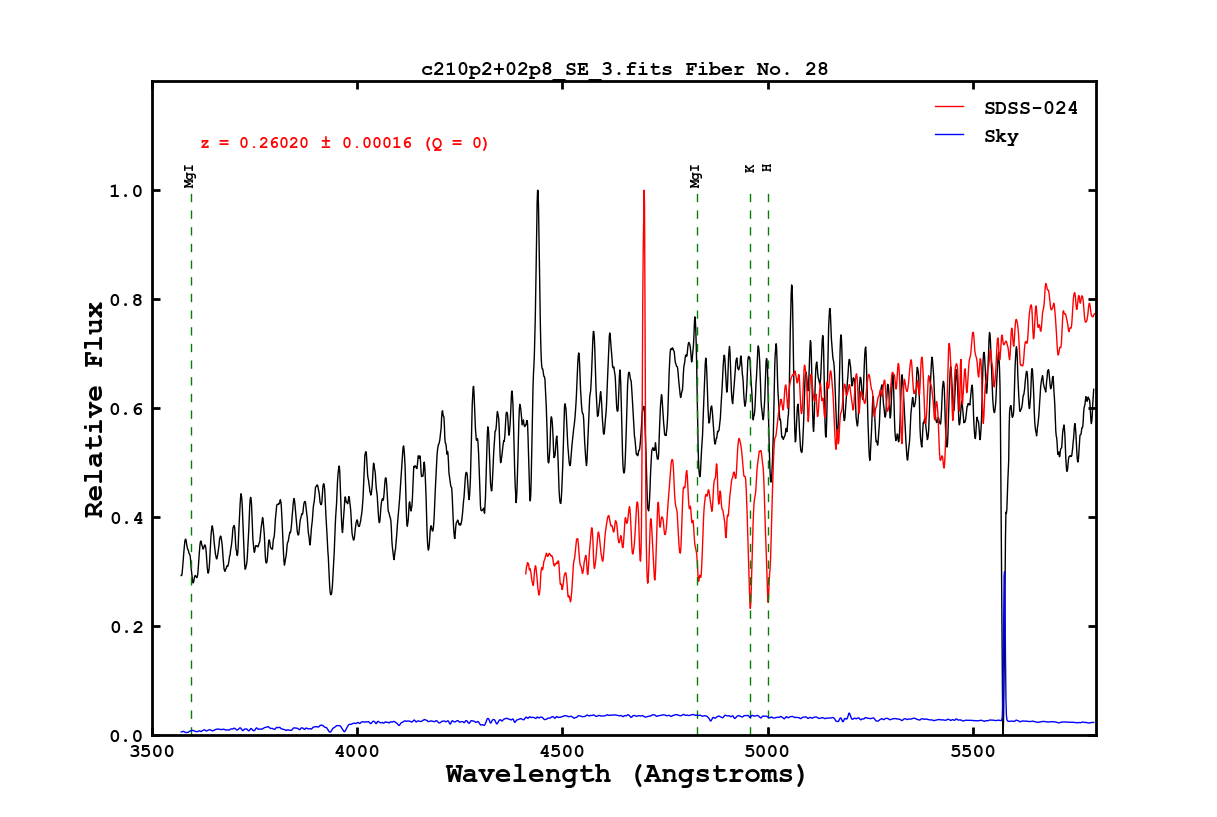 c210p2+02p8_SE_3.fits Fiber No. 28
SDSS-024
Sky
z = 0.26020 ± 0.00016 (Q = 0)
MgI
MgI
K
H
1.0
0.8
0.6
0.4
0.2
0.0
Relative Flux
3500
4000
4500
5000
5500
Wavelength (Angstroms)